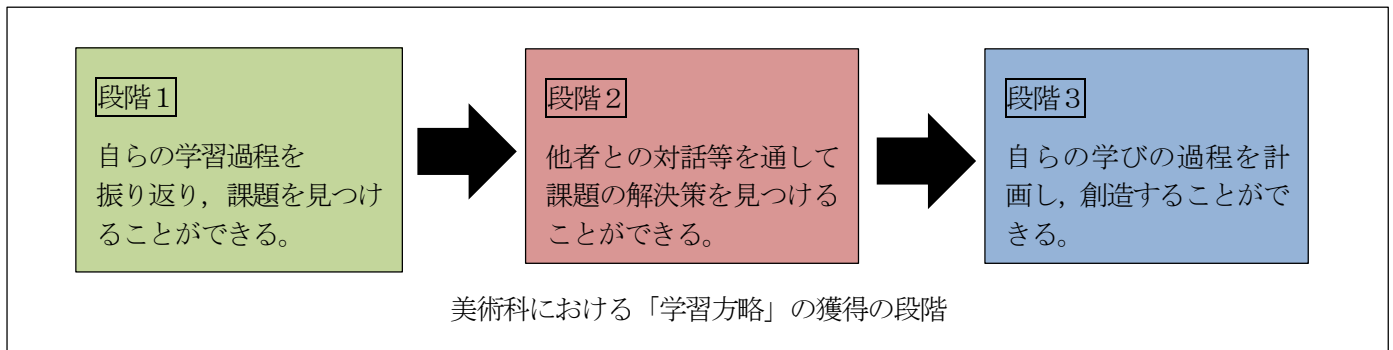 段階１
自らの学習過程を
振り返り，課題を見つけ
ることができる。
段階２
他者との対話等を通して
課題の解決策を見つける
ことができる。
段階３
自らの学びの過程を計
画し，創造することがで
きる。
美術科における「学習方略」の獲得の段階